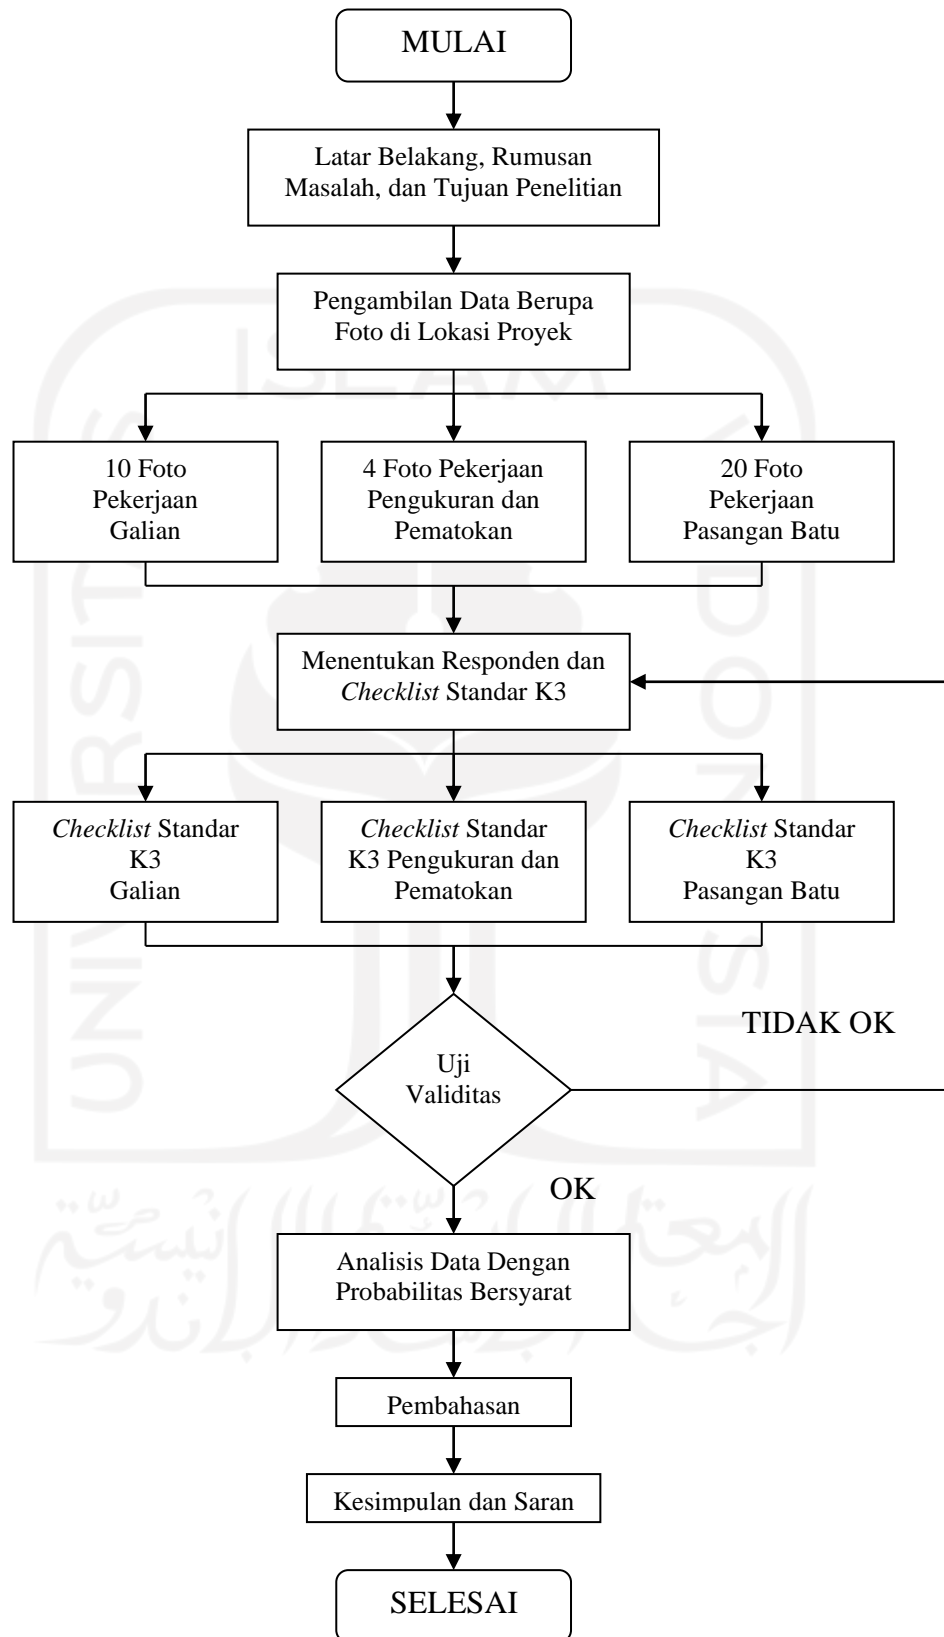 MULAI
Latar Belakang, Rumusan
Masalah, dan Tujuan Penelitian
Pengambilan Data Berupa
Foto di Lokasi Proyek
10 Foto
Pekerjaan
Galian
4 Foto Pekerjaan
Pengukuran dan
Pematokan
20 Foto
Pekerjaan
Pasangan Batu
Menentukan Responden dan
Checklist Standar K3
Checklist Standar
K3
Galian
Checklist Standar
K3 Pengukuran dan
Pematokan
Checklist Standar
K3
Pasangan Batu
Uji
Validitas
TIDAK OK
OK
Analisis Data Dengan
Probabilitas Bersyarat
Pembahasan
Kesimpulan dan Saran
SELESAI
UNIVERSITAS
ISLAM
INDONESIA